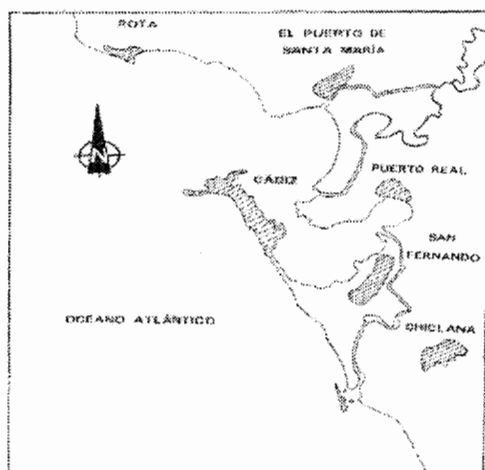 ROTA
EL PUERTO DE
SANTA MARÍA
N
CÁDIZ
PUERTO REAL
SAN
FERNANDO
OCEANO ATLÁNTICO
CHICLANA